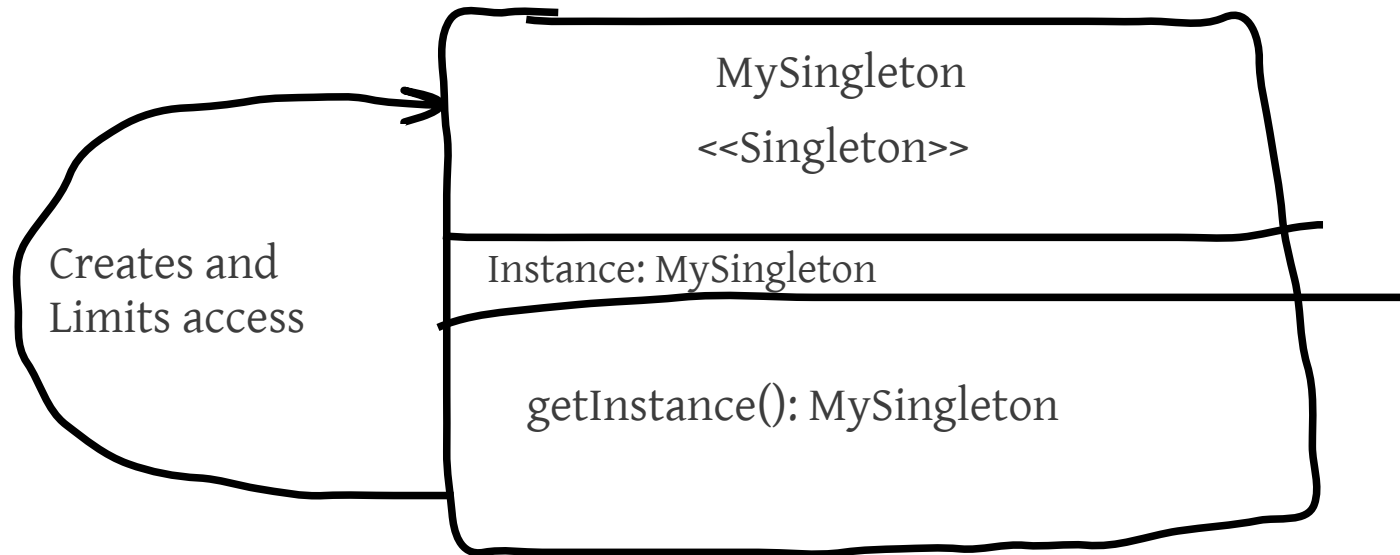 MySingleton
<<Singleton>>
Creates and
Limits access
Instance: MySingleton
getInstance(): MySingleton